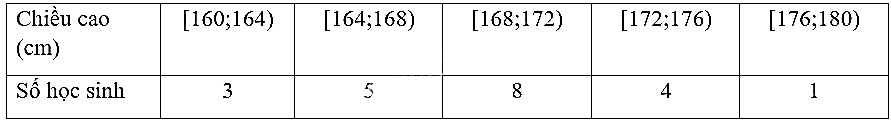 Chiều cao (cm) [160;164) [164;168) [168;172) [172;176) [176;180)
Số học sinh 3 5 8 4 1